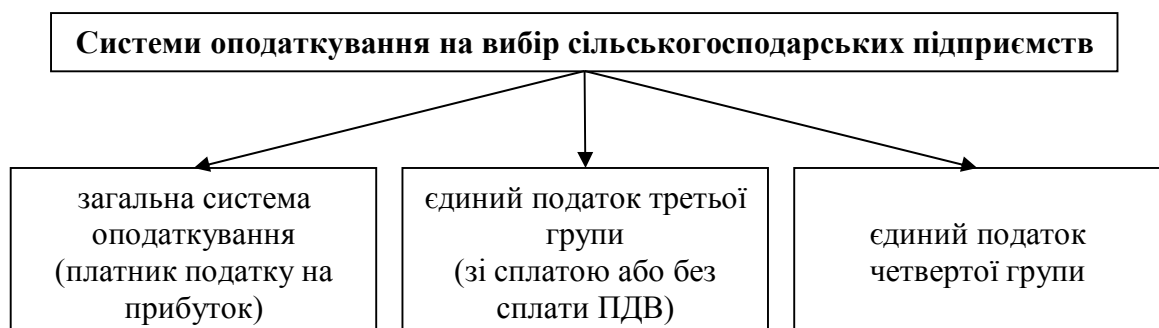 Системи оподаткування на вибір сільськогосподарських підприємств
загальна система
оподаткування
(платник податку на
прибуток)
єдиний податок третьої
групи
(зі сплатою або без
сплати ПДВ)
єдиний податок
четвертої групи